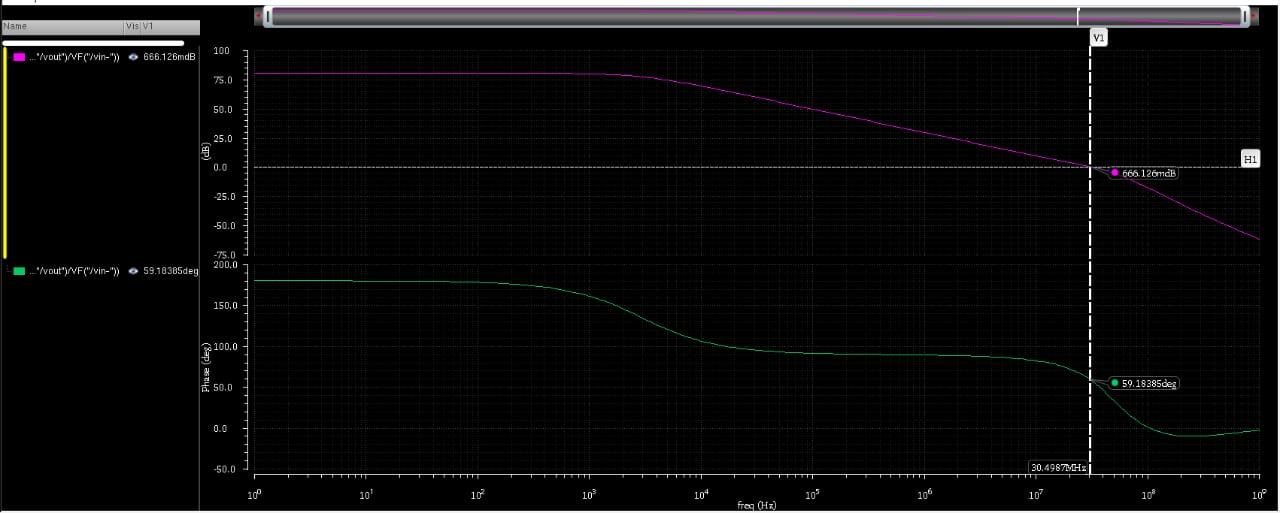 Name Vis V1
..."/vout")/VF("/vin-")) 666.126mdB
..."/vout")/VF("/vin-")) 59.18385deg
V1
100
75.0
50.0
25.0
0.0
-25.0
-50.0
-75.0
(dB)
H1
666.126mdB
200.0
150.0
100.0
50.0
0.0
-50.0
Phase (deg)
59.18385deg
30.4987MHz
10⁰ 10¹ 10² 10³ 10⁴ 10⁵ 10⁶ 10⁷ 10⁸ 10⁹
freq (Hz)